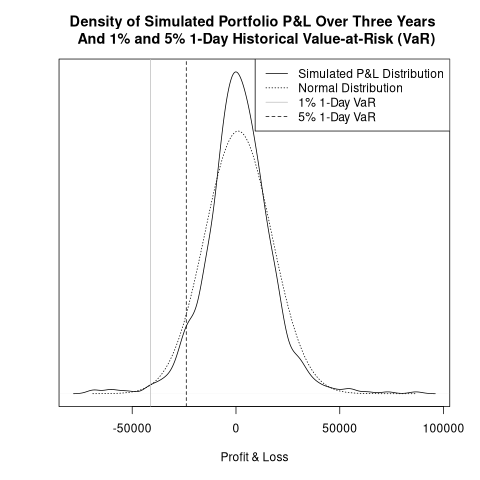 Density of Simulated Portfolio P&L Over Three Years
And 1% and 5% 1-Day Historical Value-at-Risk (VaR)
Simulated P&L Distribution
Normal Distribution
1% 1-Day VaR
5% 1-Day VaR
-50000 0 50000 100000
Profit & Loss